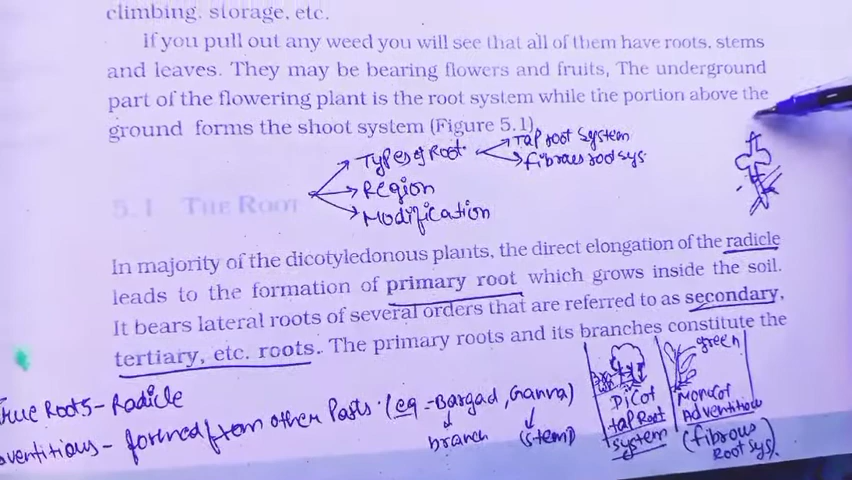 climbing, storage, etc.
If you pull out any weed you will see that all of them have roots, stems
and leaves. They may be bearing flowers and fruits, The underground
part of the flowering plant is the root system while the portion above the
ground forms the shoot system (Figure 5.1).
Types of Root
Tap root System
fibrous root sys
Region
Modification
5.1 THE ROOT
In majority of the dicotyledonous plants, the direct elongation of the radicle
leads to the formation of primary root which grows inside the soil.
It bears lateral roots of several orders that are referred to as secondary,
tertiary, etc. roots. The primary roots and its branches constitute the
True Roots - Radicle
ventitious - formed from other Parts. (eg - Bargad, Ganna)
branch (stem)
Dicot
tap Root
system
green
Monocot
Adventitious
(fibrous
Root sys).